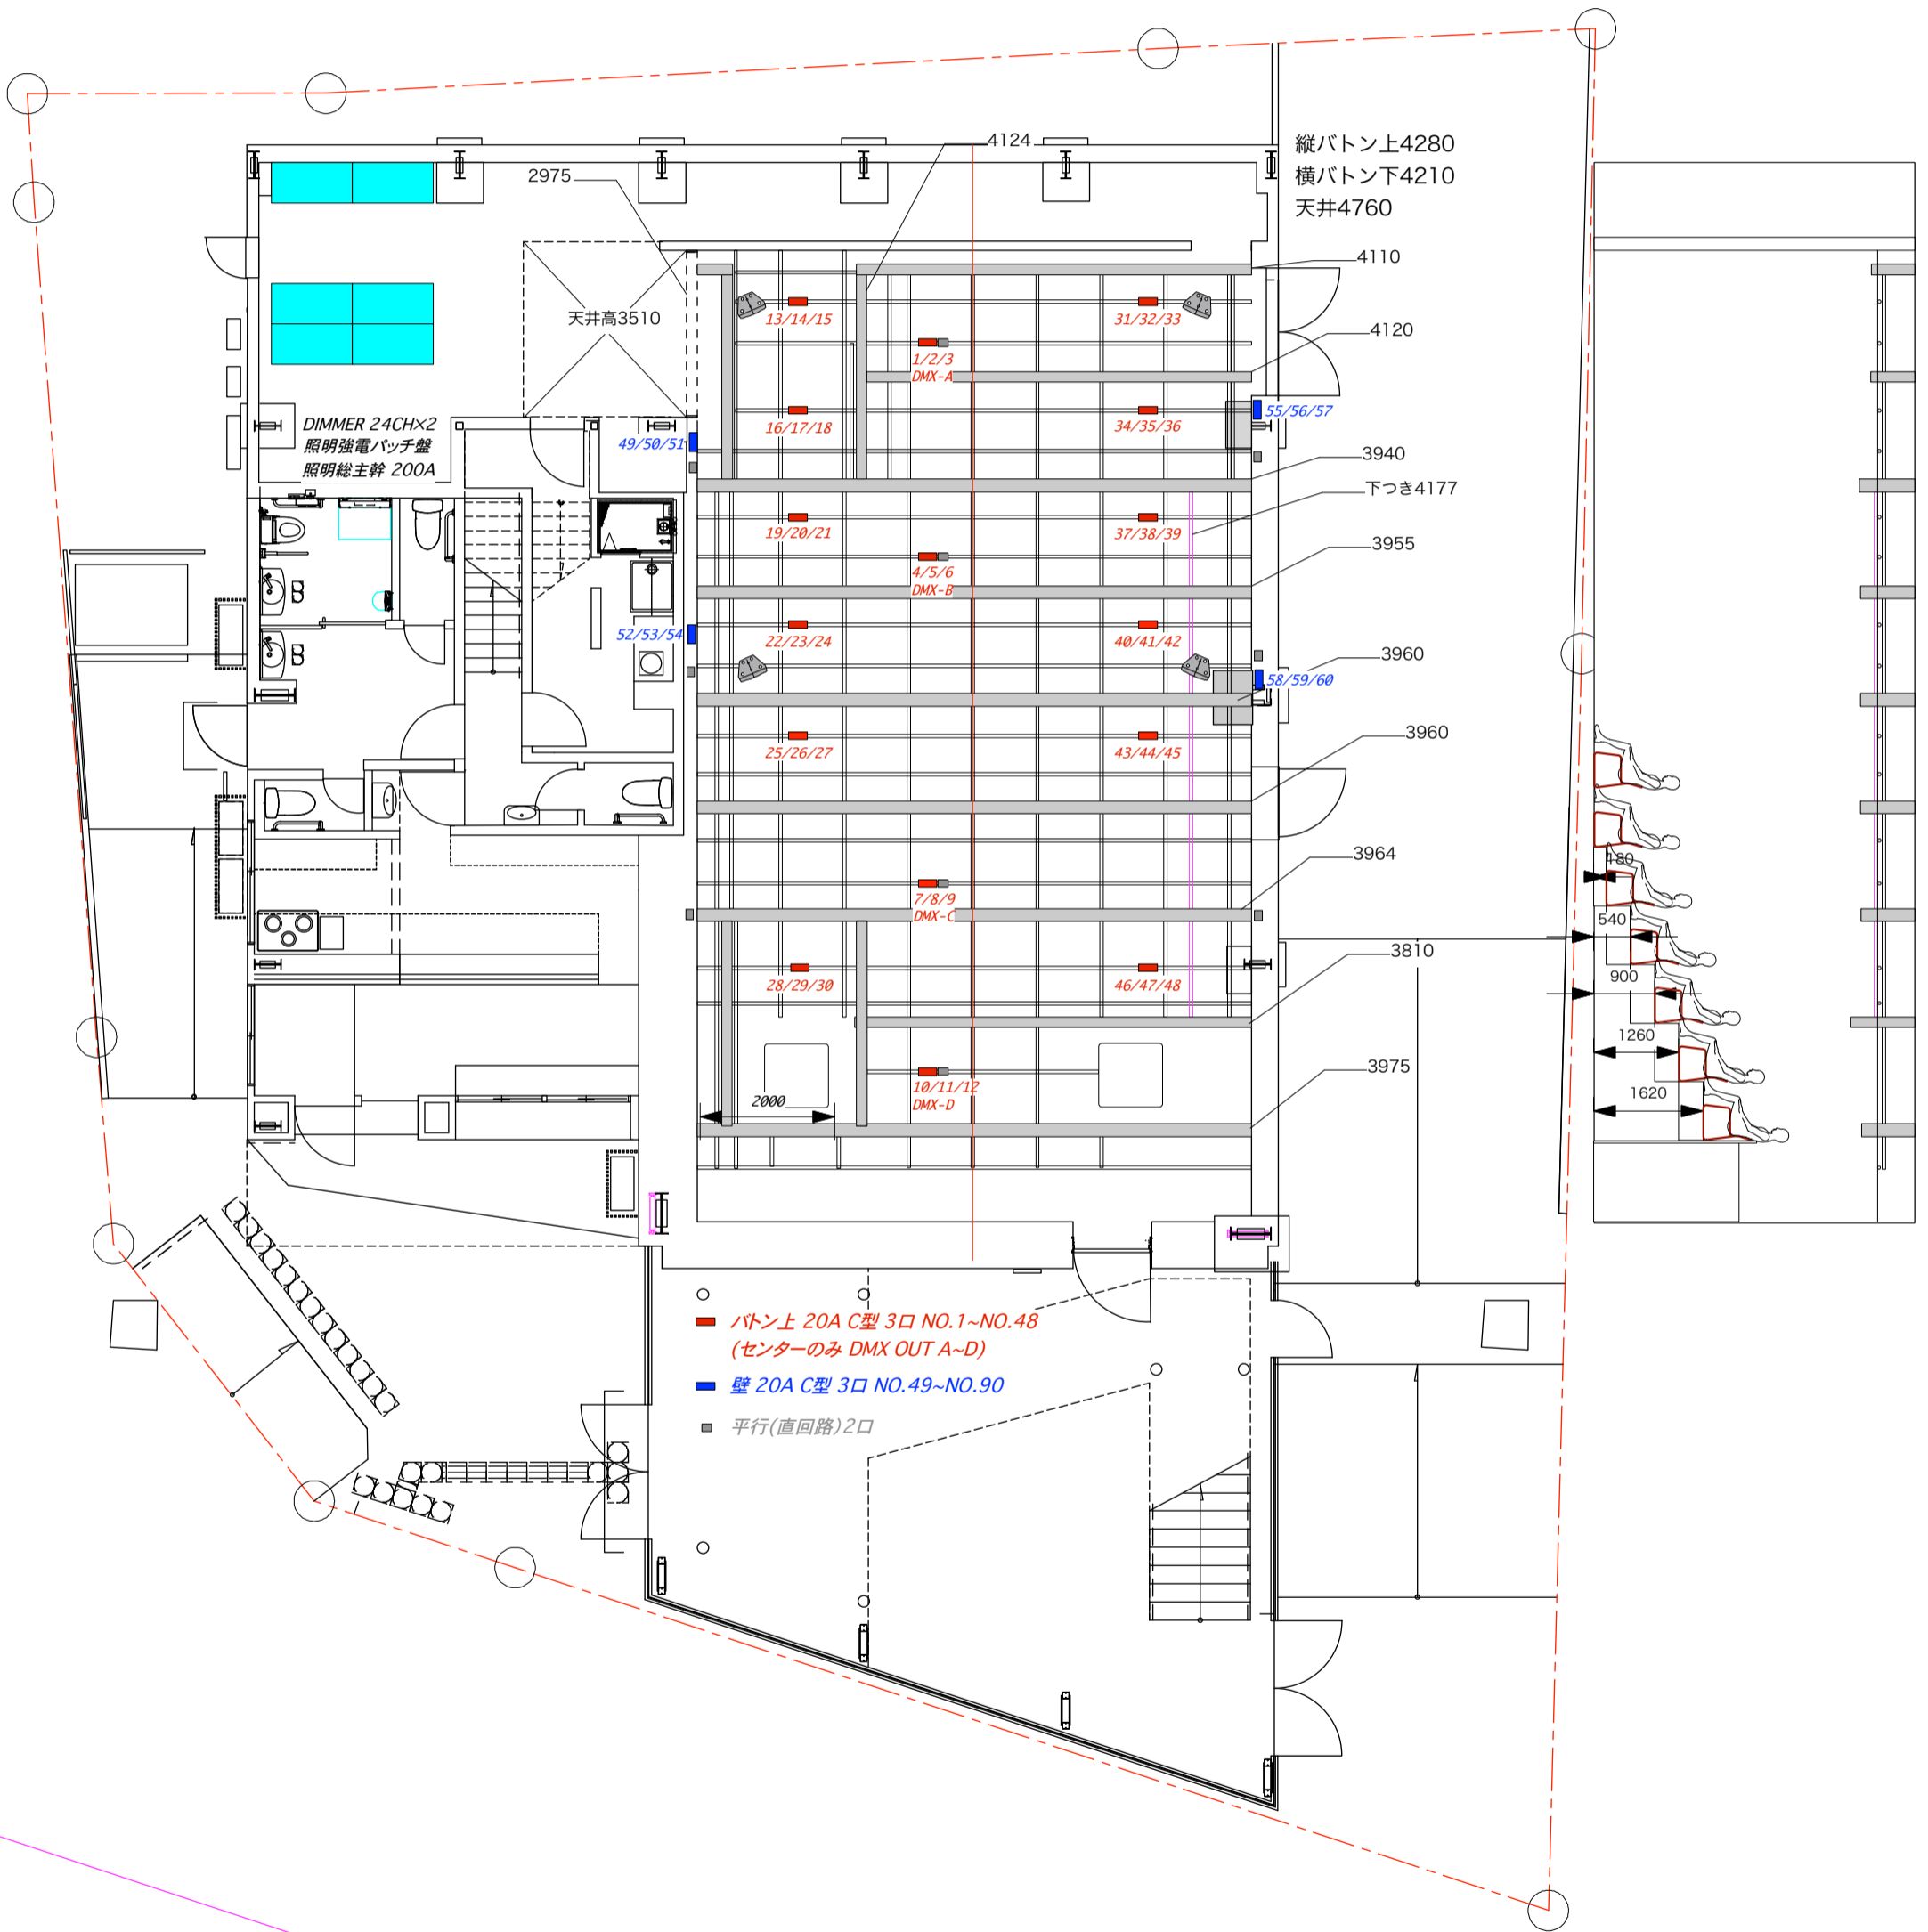 4124
縦バトン上4280
横バトン下4210
天井4760
2975
4110
天井高3510
13/14/15
31/32/33
4120
1/2/3
DMX-A
DIMMER 24CH×2
照明強電パッチ盤
照明総主幹 200A
49/50/51
16/17/18
34/35/36
55/56/57
3940
下つき4177
19/20/21
37/38/39
3955
4/5/6
DMX-B
52/53/54
22/23/24
40/41/42
3960
58/59/60
25/26/27
43/44/45
3960
3964
180
7/8/9
DMX-C
540
3810
28/29/30
46/47/48
900
1260
3975
10/11/12
DMX-D
2000
1620
バトン上 20A C型 3口 NO.1~NO.48
(センターのみ DMX OUT A~D)
壁 20A C型 3口 NO.49~NO.90
平行(直回路)2口